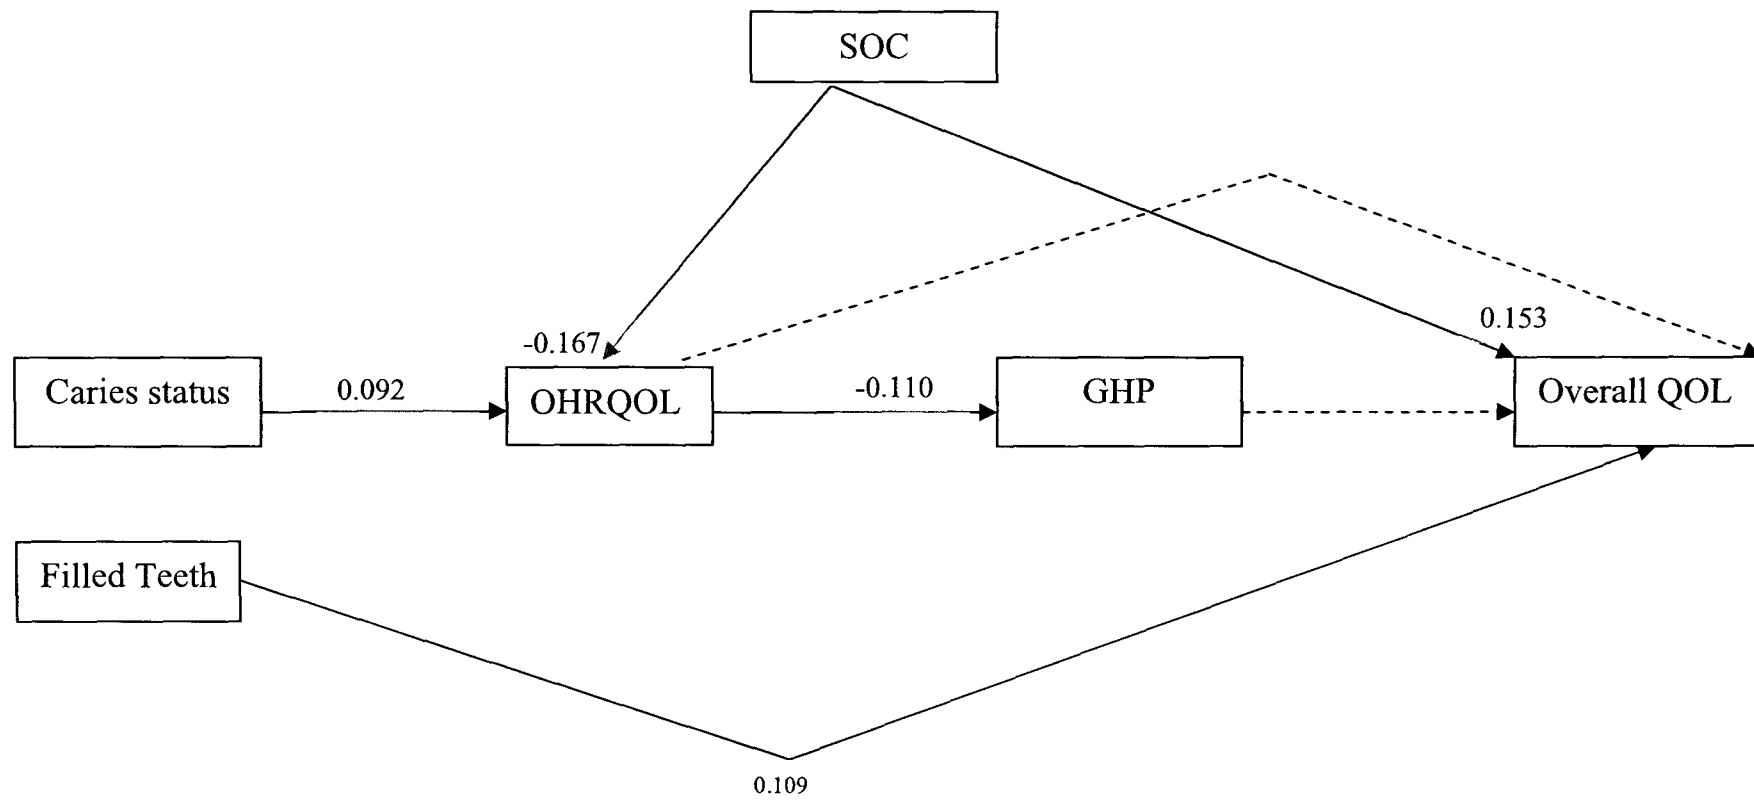 SOC
0.153
-0.167
Caries status
0.092
OHRQOL
-0.110
GHP
Overall QOL
Filled Teeth
0.109